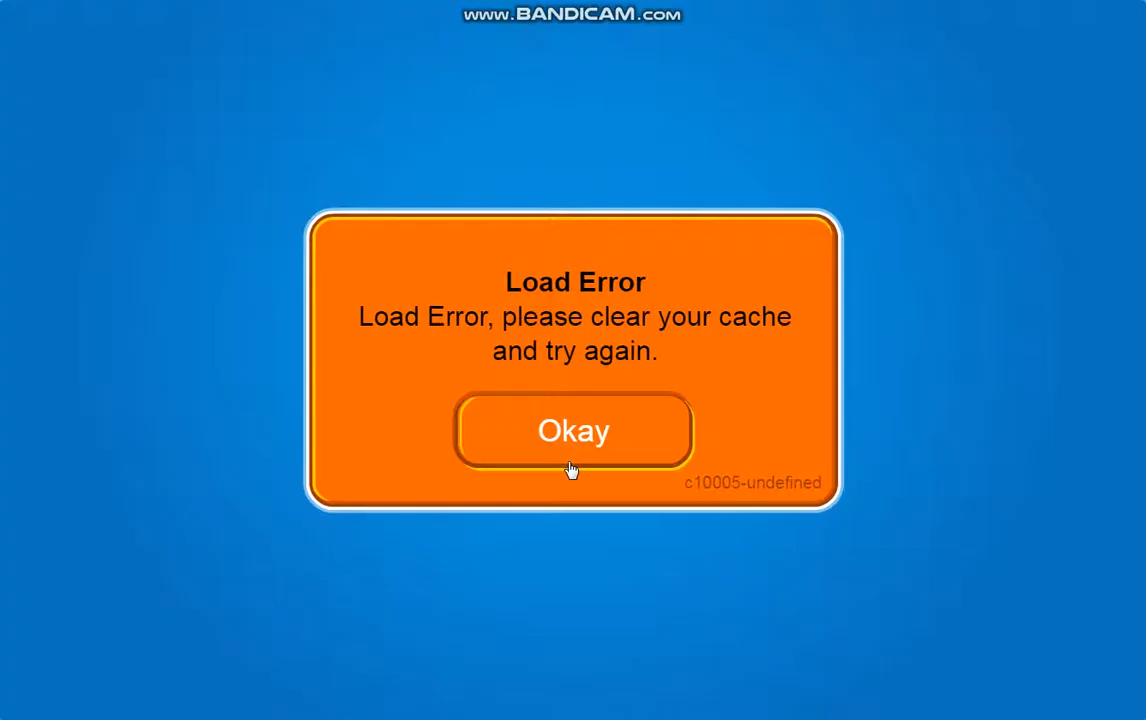 www.BANDICAM.com
Load Error
Load Error, please clear your cache
and try again.
Okay
c10005-undefined